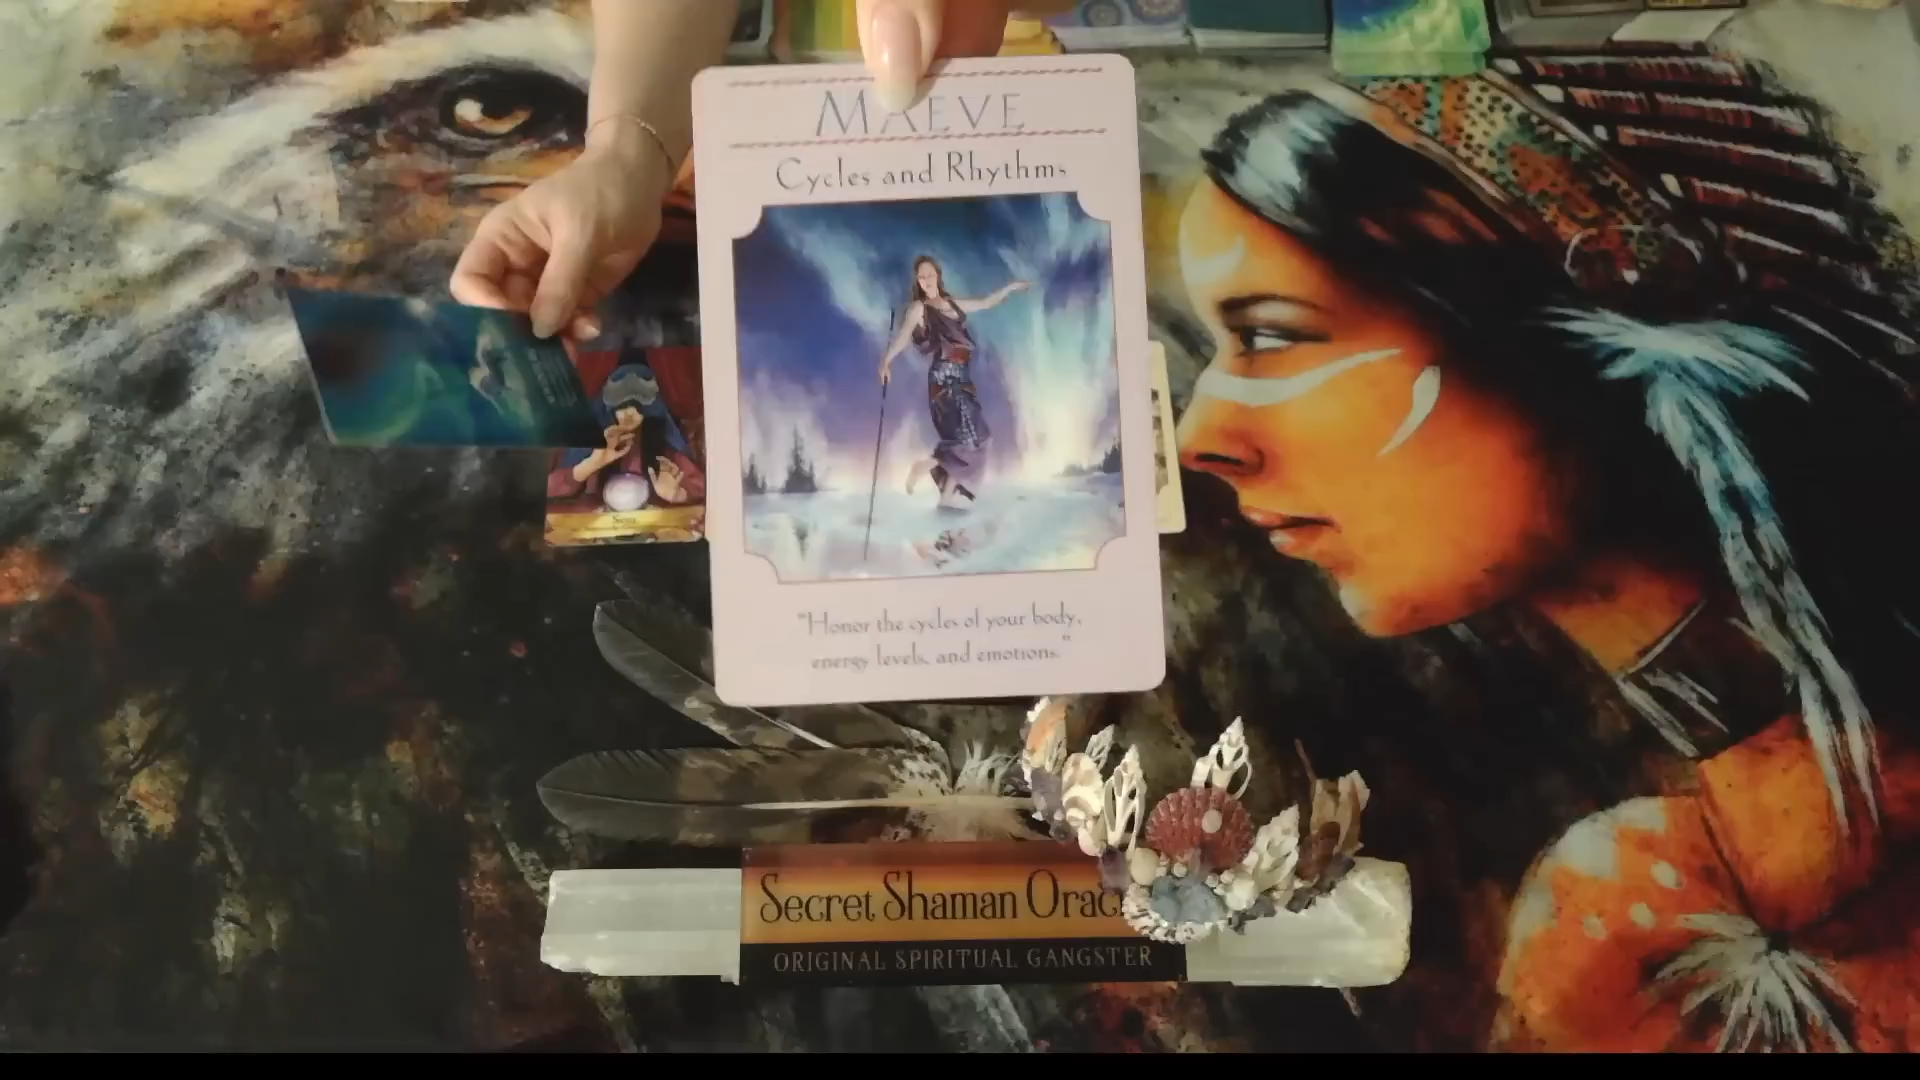 MAEVE
Cycles and Rhythms
"Honor the cycles of your body,
energy levels, and emotions."
Secret Shaman
ORIGINAL SPIRITUAL GANGSTER